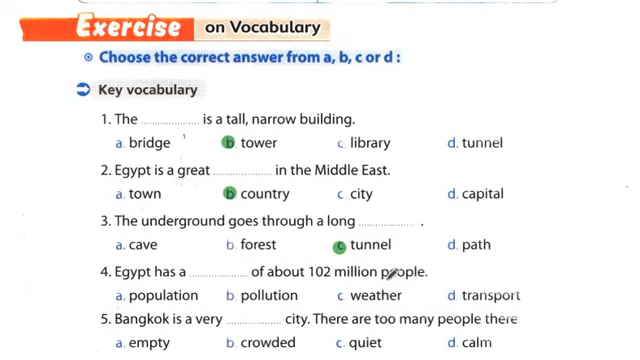 Exercise on Vocabulary
Choose the correct answer from a, b, c or d :
Key vocabulary
1. The .................... is a tall, narrow building.
a. bridge b tower c. library d. tunnel
2. Egypt is a great .................... in the Middle East.
a. town b country c. city d. capital
3. The underground goes through a long .................... .
a. cave b. forest c tunnel d. path
4. Egypt has a .................... of about 102 million people.
a. population b. pollution c. weather d transport
5. Bangkok is a very .................... city. There are too many people there
a. empty b. crowded c. quiet d. calm